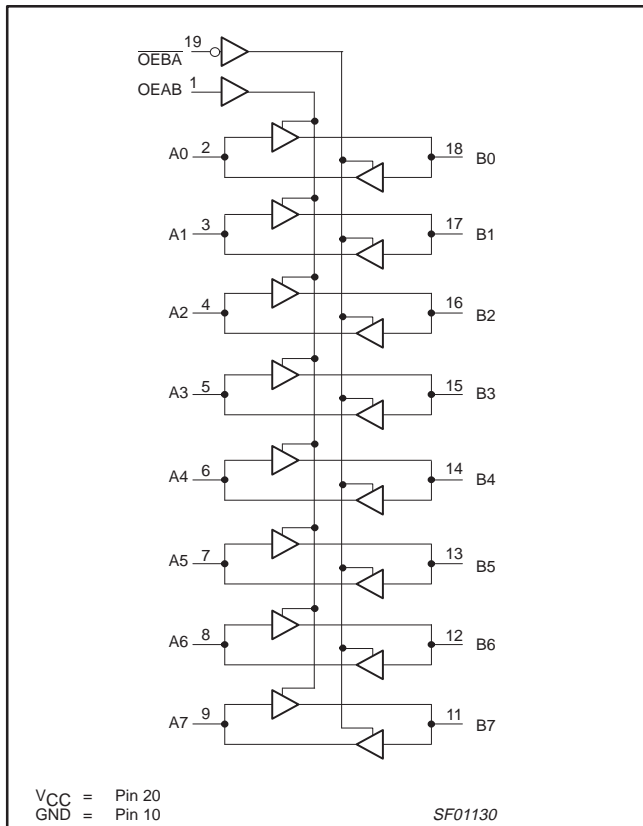 19
OEBA
1
OEAB
A0 2 18 B0
A1 3 17 B1
A2 4 16 B2
A3 5 15 B3
A4 6 14 B4
A5 7 13 B5
A6 8 12 B6
A7 9 11 B7
VCC = Pin 20
GND = Pin 10
SF01130